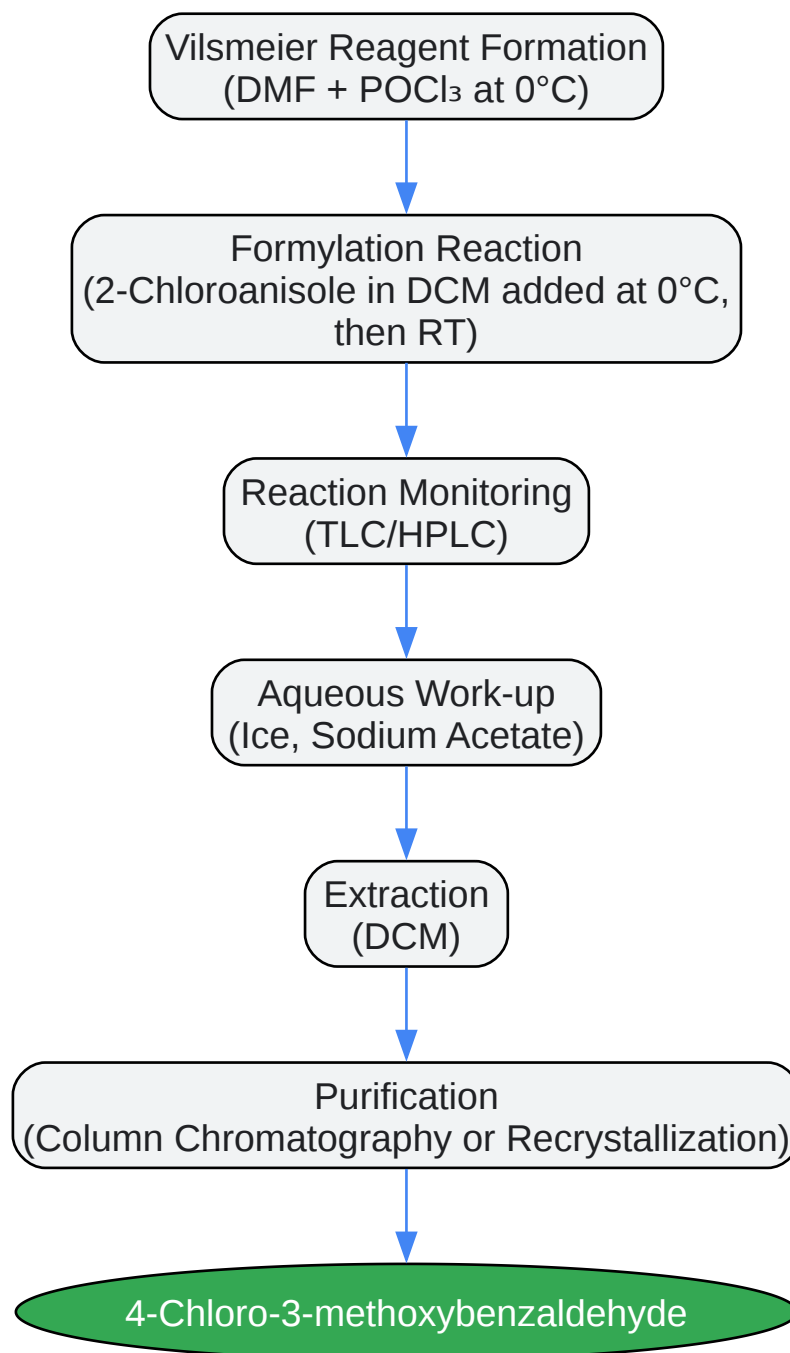 Vilsmeier Reagent Formation
(DMF + POCl₃ at 0°C)
Formylation Reaction
(2-Chloroanisole in DCM added at 0°C,
then RT)
Reaction Monitoring
(TLC/HPLC)
Aqueous Work-up
(Ice, Sodium Acetate)
Extraction
(DCM)
Purification
(Column Chromatography or Recrystallization)
4-Chloro-3-methoxybenzaldehyde